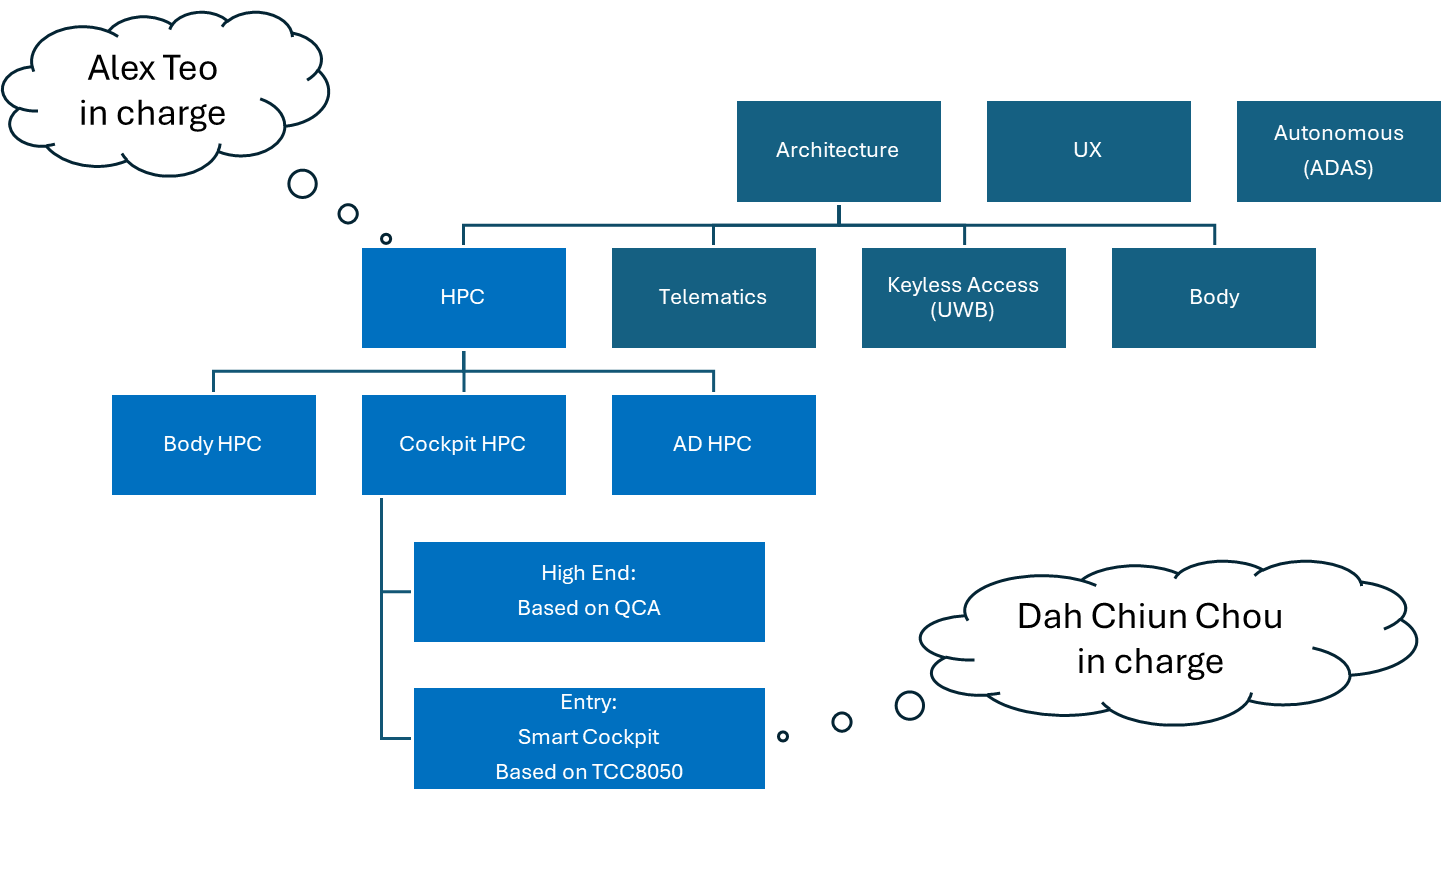 Alex Teo
in charge
Architecture
UX
Autonomous
(ADAS)
HPC
Telematics
Keyless Access
(UWB)
Body
Body HPC
Cockpit HPC
AD HPC
High End:
Based on QCA
Entry:
Smart Cockpit
Based on TCC8050
Dah Chiun Chou
in charge